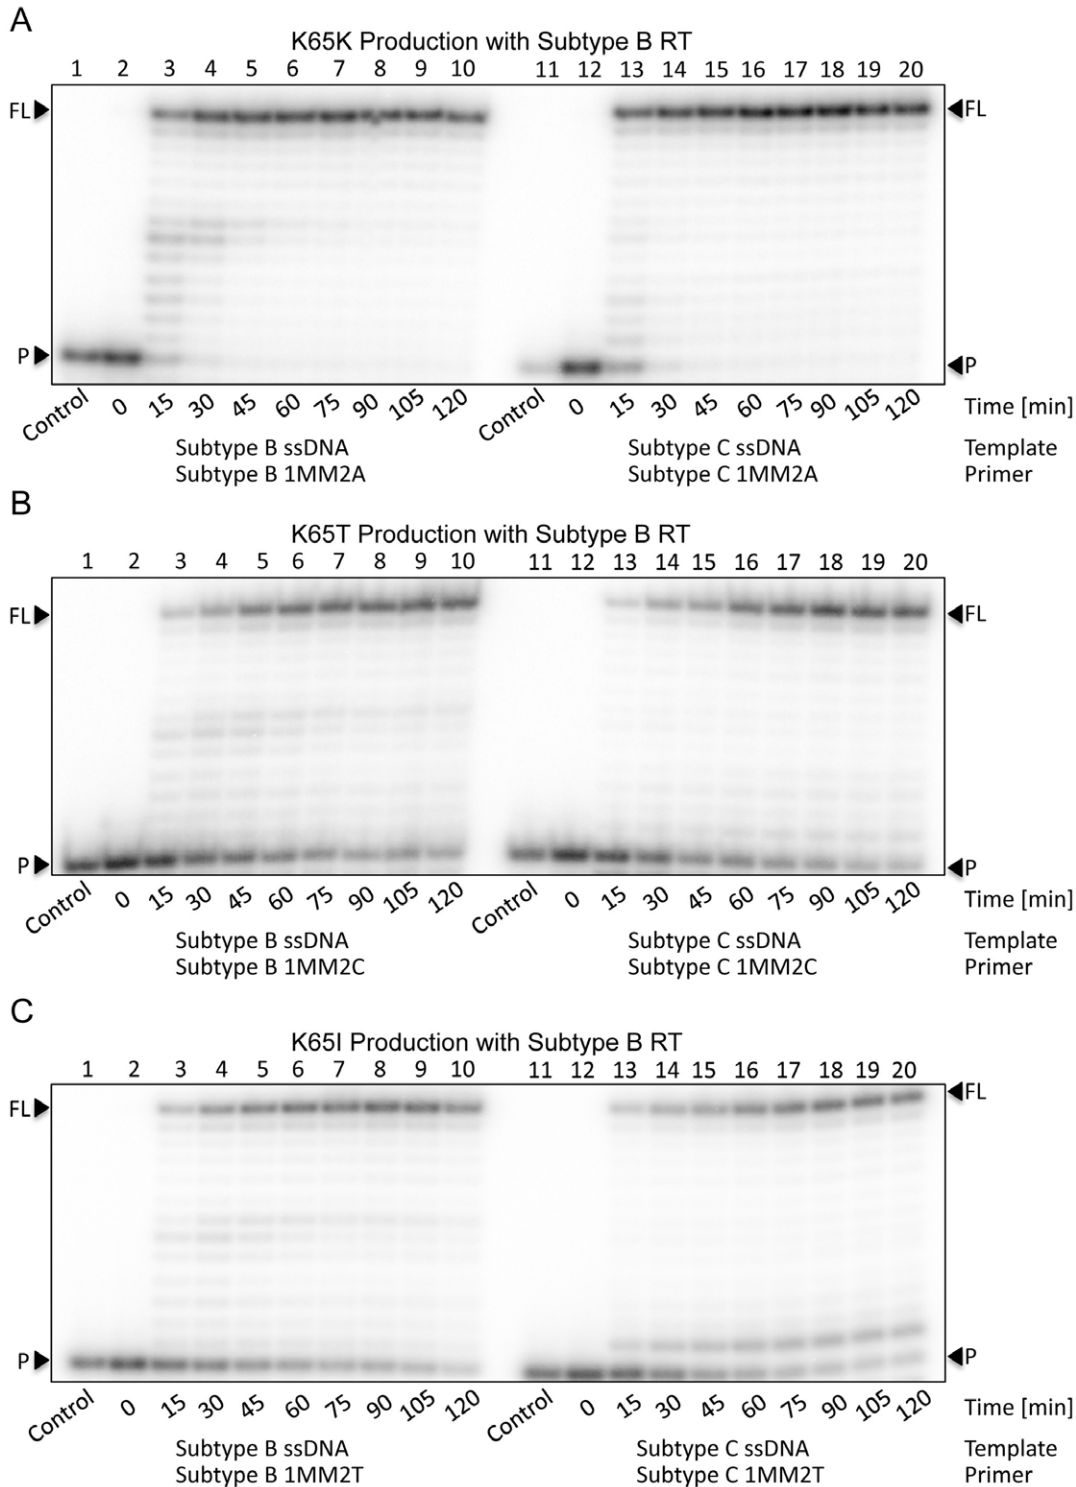 A
K65K Production with Subtype B RT
1 2 3 4 5 6 7 8 9 10 11 12 13 14 15 16 17 18 19 20
FL FL
P P
Control 0 15 30 45 60 75 90 105 120 Control 0 15 30 45 60 75 90 105 120 Time [min]
Subtype B ssDNA Subtype C ssDNA Template
Subtype B 1MM2A Subtype C 1MM2A Primer
B
K65T Production with Subtype B RT
1 2 3 4 5 6 7 8 9 10 11 12 13 14 15 16 17 18 19 20
FL FL
P P
Control 0 15 30 45 60 75 90 105 120 Control 0 15 30 45 60 75 90 105 120 Time [min]
Subtype B ssDNA Subtype C ssDNA Template
Subtype B 1MM2C Subtype C 1MM2C Primer
C
K65I Production with Subtype B RT
1 2 3 4 5 6 7 8 9 10 11 12 13 14 15 16 17 18 19 20
FL FL
P P
Control 0 15 30 45 60 75 90 105 120 Control 0 15 30 45 60 75 90 105 120 Time [min]
Subtype B ssDNA Subtype C ssDNA Template
Subtype B 1MM2T Subtype C 1MM2T Primer